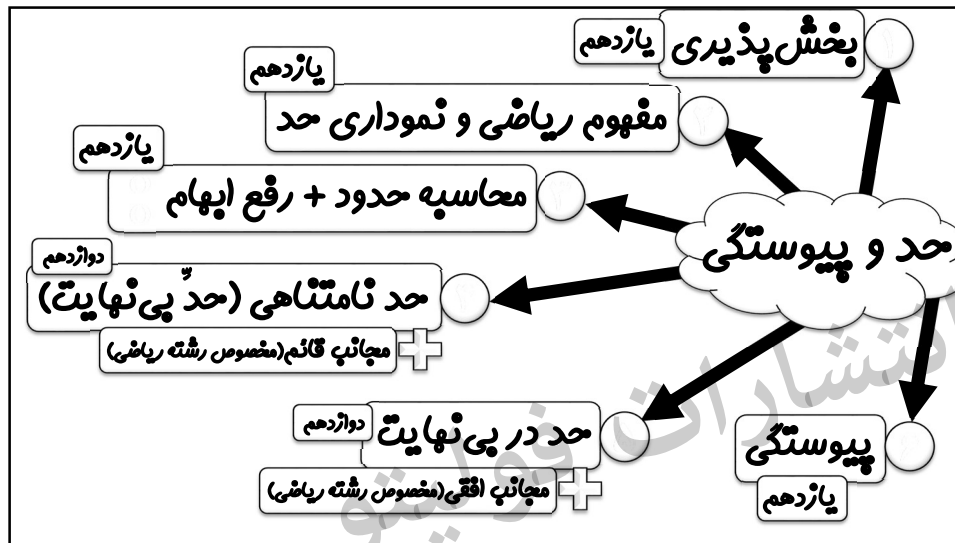 بخش‌پذیری
یازدهم
مفهوم ریاضی و نموداری حد
یازدهم
محاسبه حدود + رفع ابهام
یازدهم
حد و پیوستگی
حد نامتناهی (حدِّ بی‌نهایت)
دوازدهم
مجانب قائم(مخصوص رشته ریاضی)
حد در بی‌نهایت
دوازدهم
مجانب افقی(مخصوص رشته ریاضی)
پیوستگی
یازدهم
انتشارات فولیتو